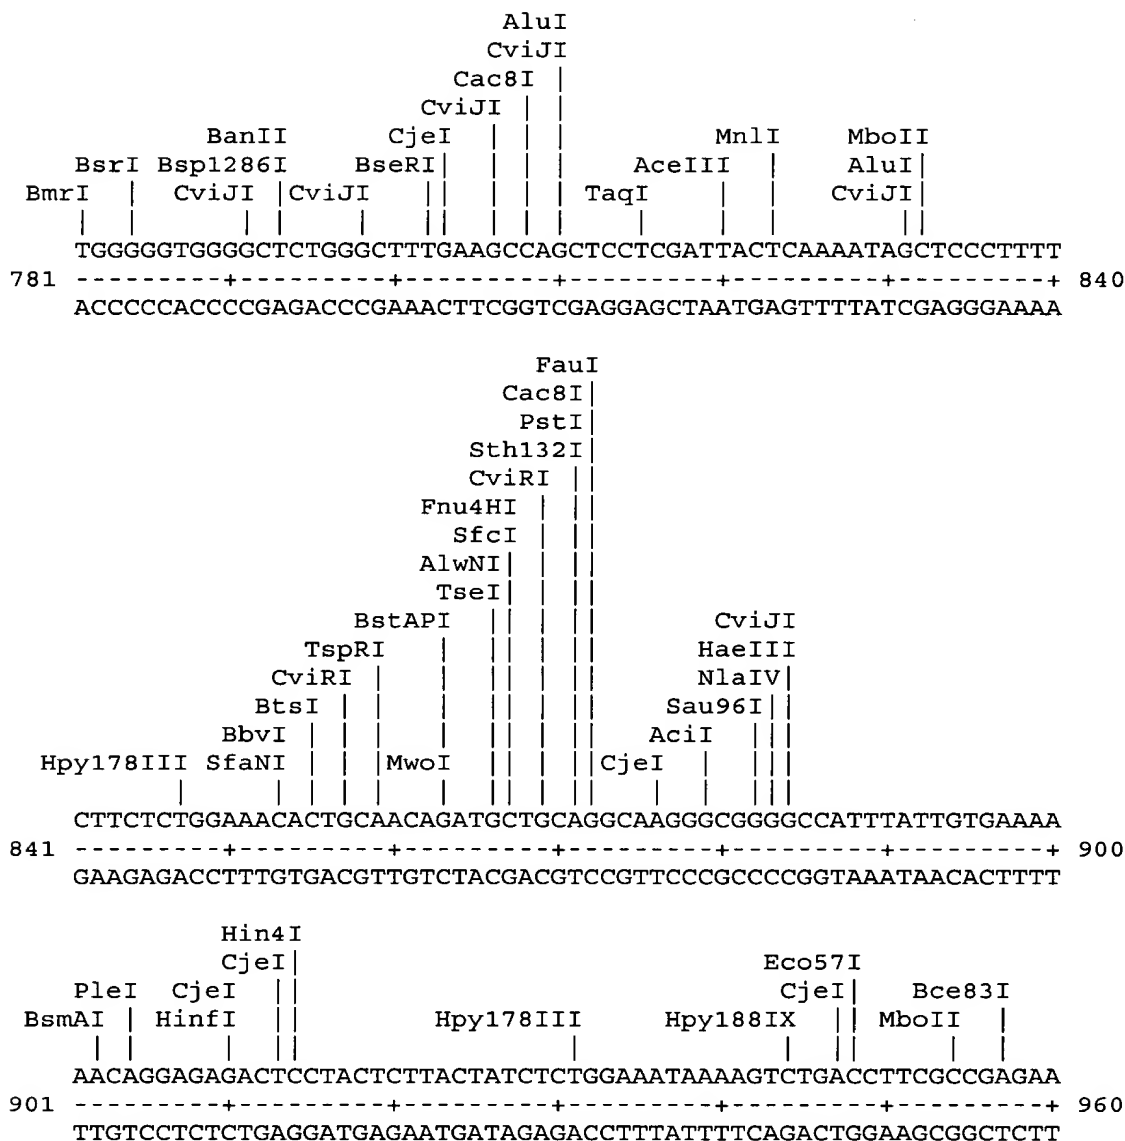 AluI
CviJI
Cac8I |
CviJI | |
BanII CjeI | | | MnlI MboII
BsrI Bsp1286I BseRI | | | | AceIII | AluI|
BmrI | CviJI | CviJI || | | | TaqI | | CviJI||
TGGGGGTGGGGCTCTGGGCTTTGAAGCCAGCTCCTCGATTACTCAAAATAGCTCCCTTTT
781 ---------+---------+---------+---------+---------+---------+ 840
ACCCCCACCCCGAGACCCGAAACTTCGGTCGAGGAGCTAATGAGTTTTATCGAGGGAAAA
FauI
Cac8I|
PstI|
Sth132I|
CviRI ||
Fnu4HI | ||
SfcI | ||
AlwNI| | ||
TseI| | ||
BstAPI || | || CviJI
TspRI | || | || HaeIII
CviRI | | || | || NlaIV|
BtsI | | | || | || Sau96I||
BbvI | | | | || | || AciI |||
Hpy178III SfaNI | | | MwoI || | || CjeI | |||
CTTCTCTGGAAACACTGCAACAGATGCTGCAGGCAAGGGCGGGGCCATTTATTGTGAAAA
841 ---------+---------+---------+---------+---------+---------+ 900
GAAGAGACCTTTGTGACGTTGTCTACGACGTCCGTTCCCGCCCCGGTAAATAACACTTTT
Hin4I
CjeI| Eco57I
PleI CjeI || CjeI| Bce83I
BsmAI | HinfI || Hpy178III Hpy188IX || MboII |
AACAGGAGAGACTCCTACTCTTACTATCTCTGGAAATAAAAGTCTGACCTTCGCCGAGAA
901 ---------+---------+---------+---------+---------+---------+ 960
TTGTCCTCTCTGAGGATGAGAATGATAGAGACCTTTATTTTCAGACTGGAAGCGGCTCTT